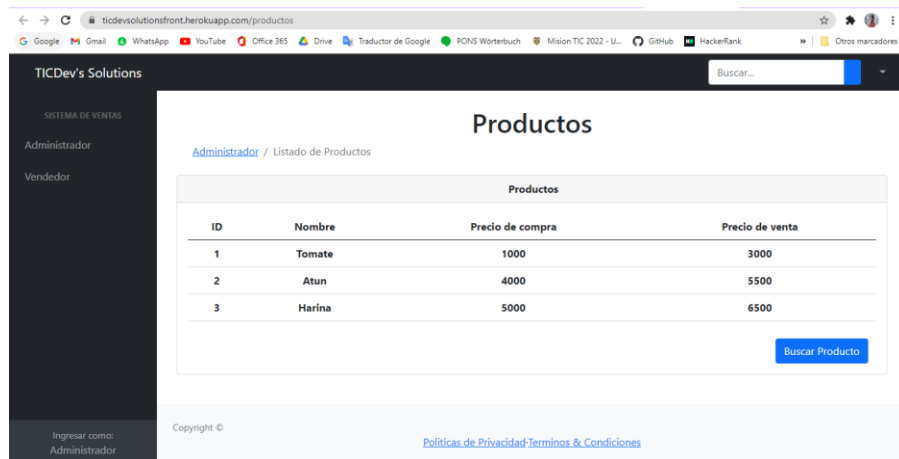 ticdevsolutionsfront.herokuapp.com/productos
Google Gmail WhatsApp YouTube Office 365 Drive Traductor de Google PONS Wörterbuch Mision TIC 2022 - U... GitHub HackerRank » Otros marcadores
TICDev's Solutions
Buscar...
SISTEMA DE VENTAS
Administrador
Vendedor
Productos
Administrador / Listado de Productos
Productos
ID Nombre Precio de compra Precio de venta
1 Tomate 1000 3000
2 Atun 4000 5500
3 Harina 5000 6500
Buscar Producto
Ingresar como:
Administrador
Copyright ©
Politicas de Privacidad·Terminos & Condiciones